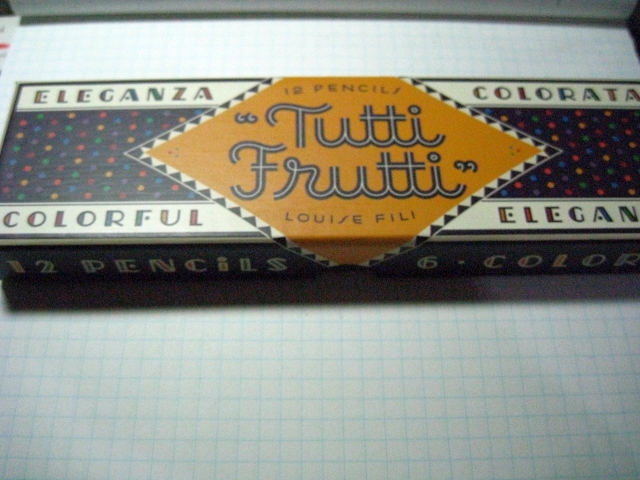 ELEGANZA
12 PENCILS
COLORATA
"Tutti
Frutti"
COLORFUL
LOUISE FILI
ELEGAN
12 PENCILS
6 · COLOR